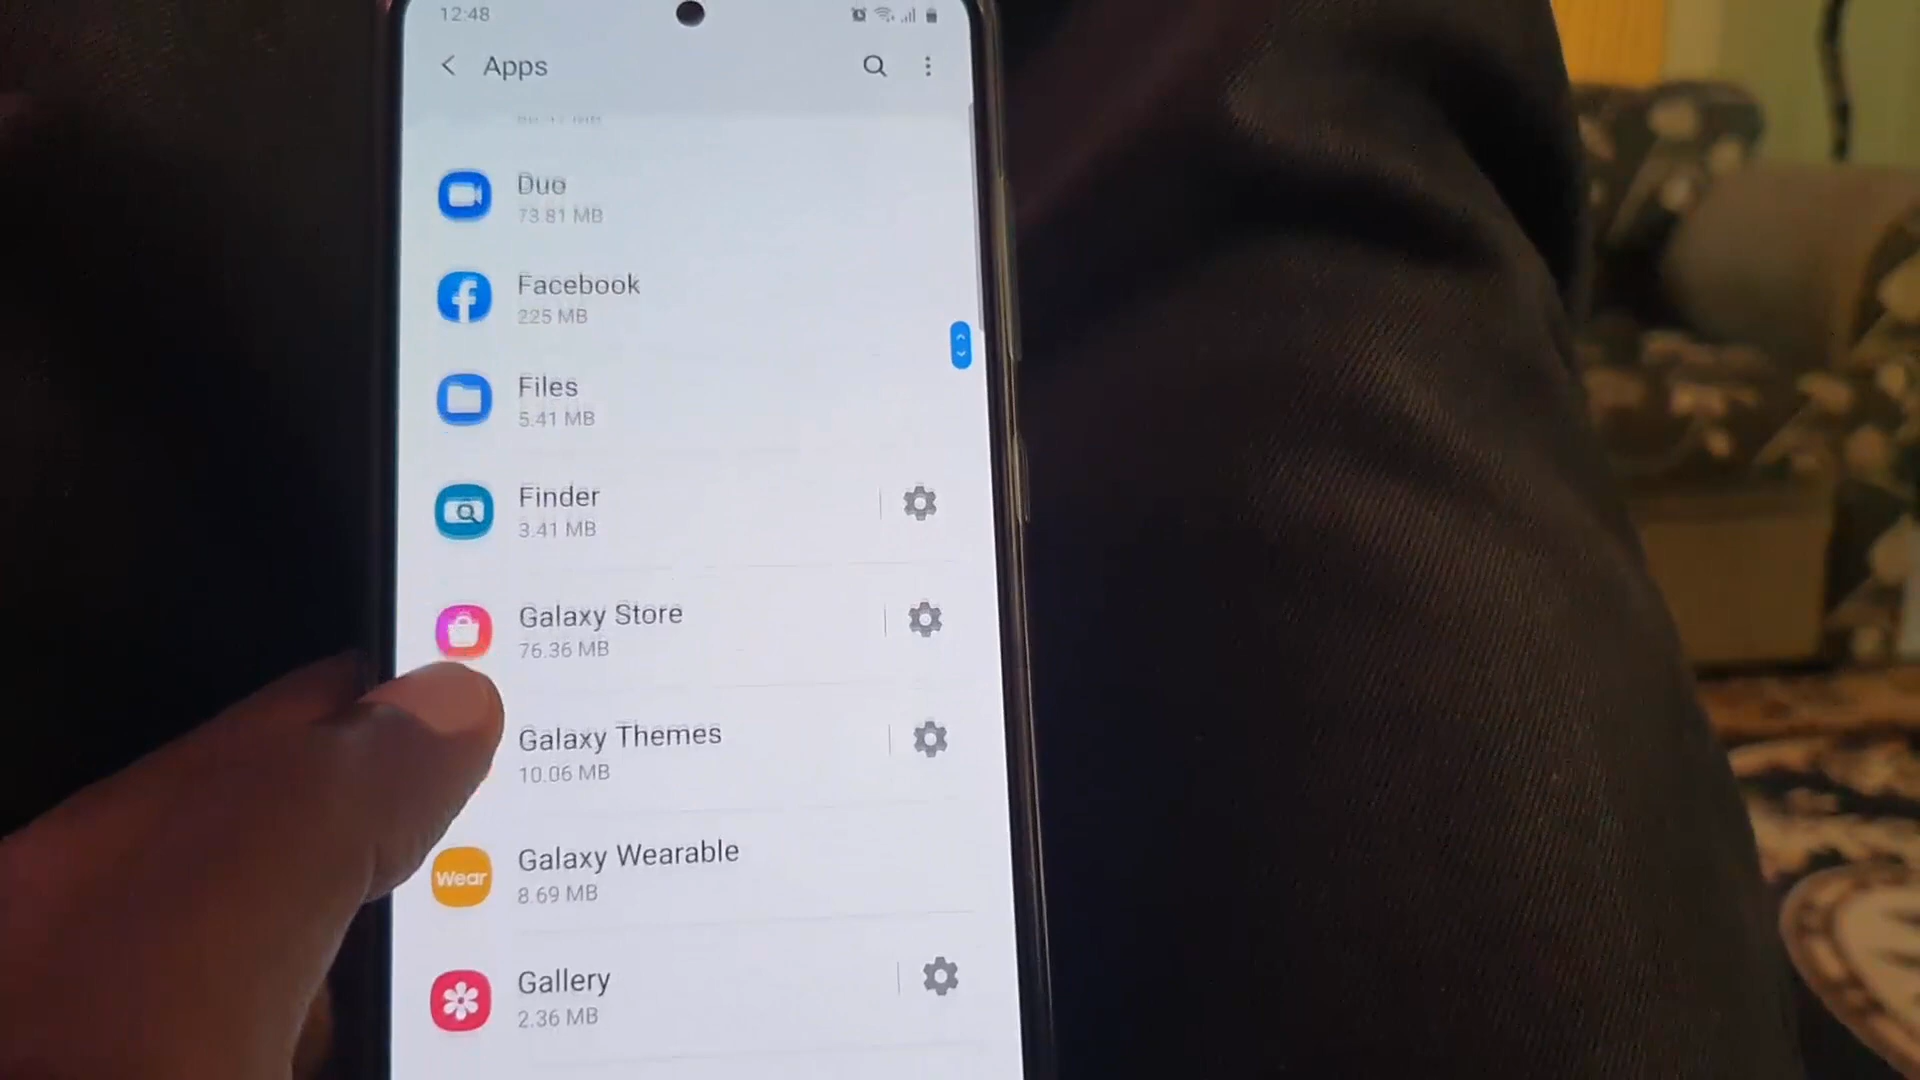 12:48
Apps
Duo
73.81 MB
Facebook
225 MB
Files
5.41 MB
Finder
3.41 MB
Galaxy Store
76.36 MB
Galaxy Themes
10.06 MB
Wear
Galaxy Wearable
8.69 MB
Gallery
2.36 MB